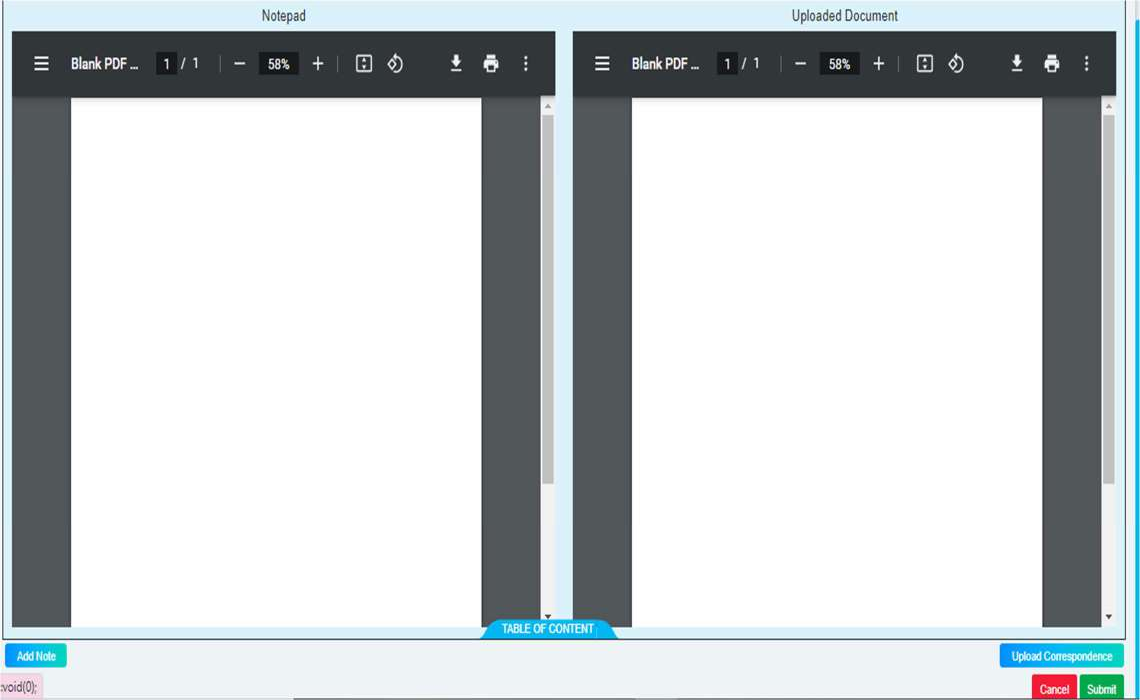 Notepad
Uploaded Document
Blank PDF ... 1 / 1 58%
Blank PDF ... 1 / 1 58%
TABLE OF CONTENT
Add Note
Upload Correspondence
:void(0);
Cancel Submit